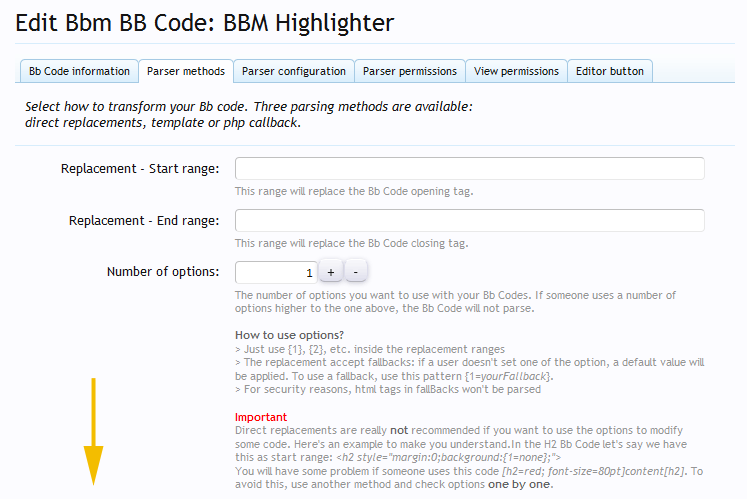 Edit Bbm BB Code: BBM Highlighter
Bb Code information Parser methods Parser configuration Parser permissions View permissions Editor button
Select how to transform your Bb code. Three parsing methods are available:
direct replacements, template or php callback.
Replacement - Start range:
This range will replace the Bb Code opening tag.
Replacement - End range:
This range will replace the Bb Code closing tag.
Number of options: 1 + -
The number of options you want to use with your Bb Codes. If someone uses a number of
options higher to the one above, the Bb Code will not parse.
How to use options?
> Just use {1}, {2}, etc. inside the replacement ranges
> The replacement accept fallbacks: if a user doesn't set one of the option, a default value will
be applied. To use a fallback, use this pattern {1=yourFallback}.
> For security reasons, html tags in fallBacks won't be parsed
Important
Direct replacements are really not recommended if you want to use the options to modify
some code. Here's an example to make you understand.In the H2 Bb Code let's say we have
this as start range: <h2 style="margin:0;background:{1=none};">
You will have some problem if someone uses this code [h2=red; font-size=80pt]content[h2]. To
avoid this, use another method and check options one by one.